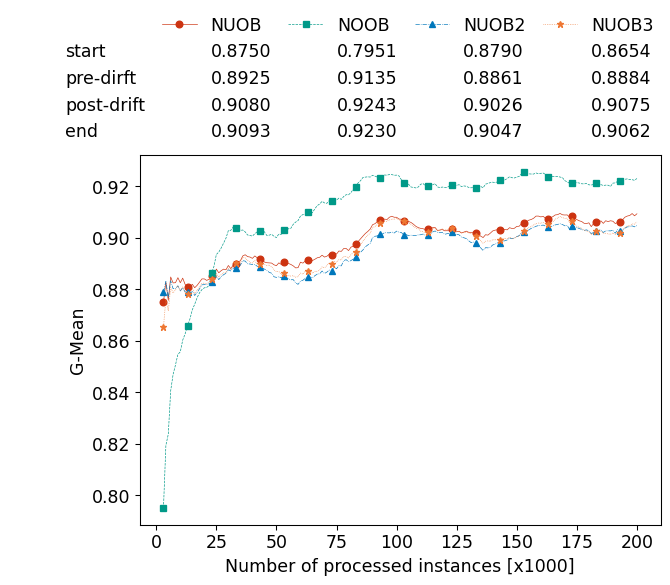 NUOB NOOB NUOB2 NUOB3
start 0.8750 0.7951 0.8790 0.8654
pre-dirft 0.8925 0.9135 0.8861 0.8884
post-drift 0.9080 0.9243 0.9026 0.9075
end 0.9093 0.9230 0.9047 0.9062
0.92
0.90
0.88
0.86
0.84
0.82
0.80
G-Mean
0 25 50 75 100 125 150 175 200
Number of processed instances [x1000]